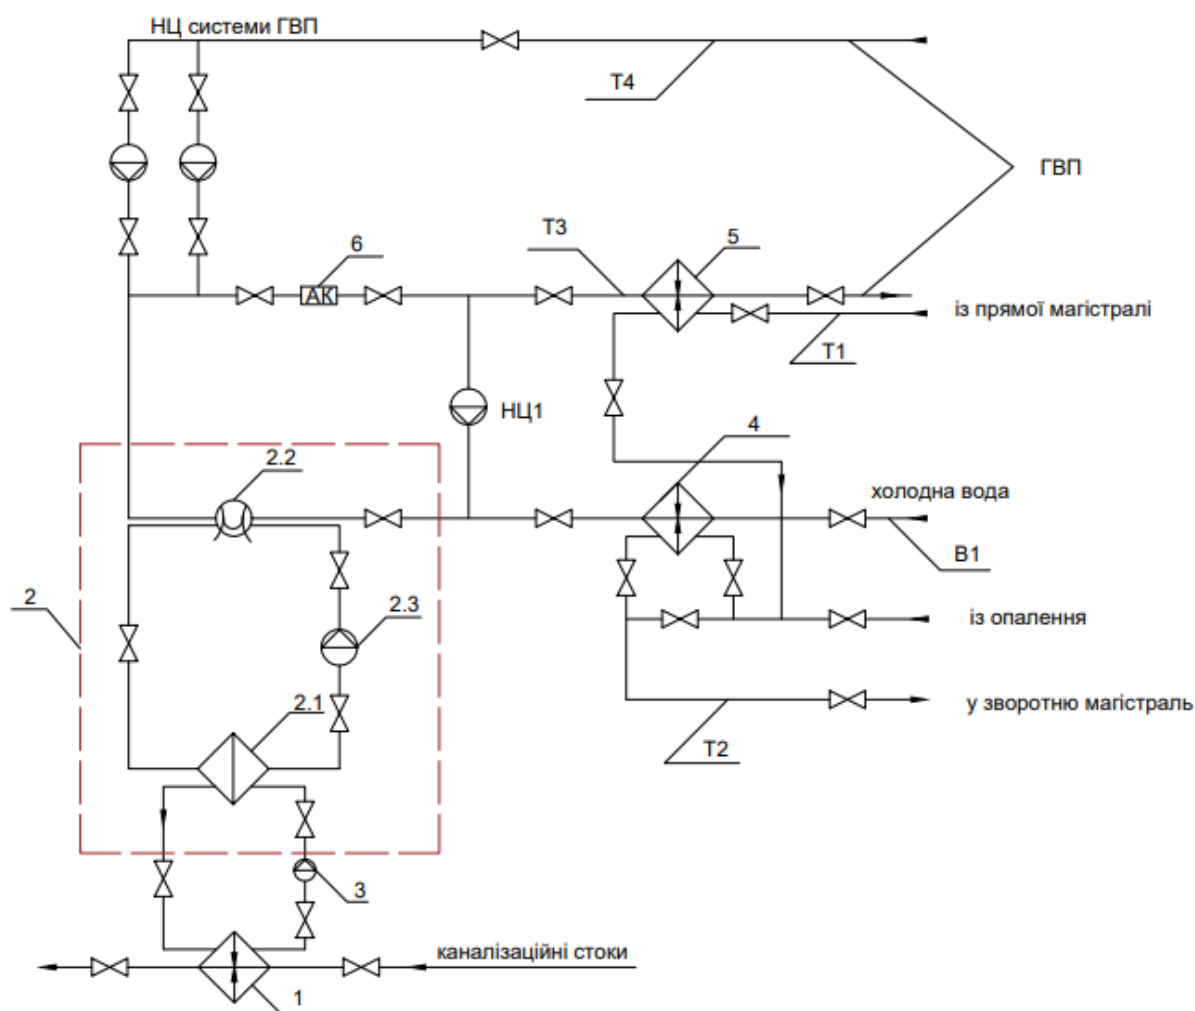 НЦ системи ГВП
Т4
ГВП
6
Т3
5
АК
із прямої магістралі
Т1
НЦ1
4
2.2
холодна вода
В1
2
2.3
із опалення
2.1
у зворотню магістраль
Т2
3
каналізаційні стоки
1